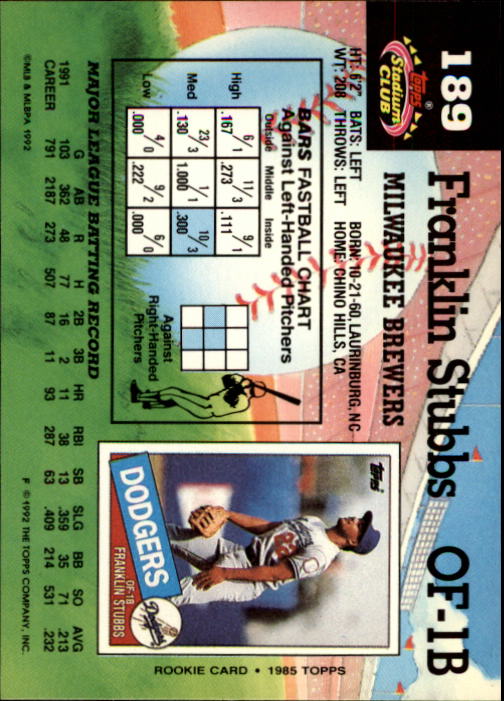 189
Topps
Stadium
CLUB
®
Franklin Stubbs OF-1B
MILWAUKEE BREWERS
HT: 6'2" BATS: LEFT BORN: 10-21-60, LAURINBURG, NC
WT: 208 THROWS: LEFT HOME: CHINO HILLS, CA
BARS FASTBALL CHART
Against Left-Handed Pitchers
Outside Middle Inside
High 6/1 .167 11/3 .273 9/1 .111
Med 23/3 .130 1/1 1.000 10/3 .300
Low 4/0 .000 9/2 .222 6/0 .000
Against
Right-Handed
Pitchers
Topps
DODGERS
OF-1B
FRANKLIN STUBBS
Dodgers
ROOKIE CARD • 1985 TOPPS
MAJOR LEAGUE BATTING RECORD
G AB R H 2B 3B HR RBI SB SLG BB SO AVG
1991 103 362 48 77 16 2 11 38 13 .359 35 71 .213
CAREER 791 2187 273 507 87 11 93 287 63 .409 214 531 .232
©MLB & MLBPA 1992
F © 1992 THE TOPPS COMPANY, INC.